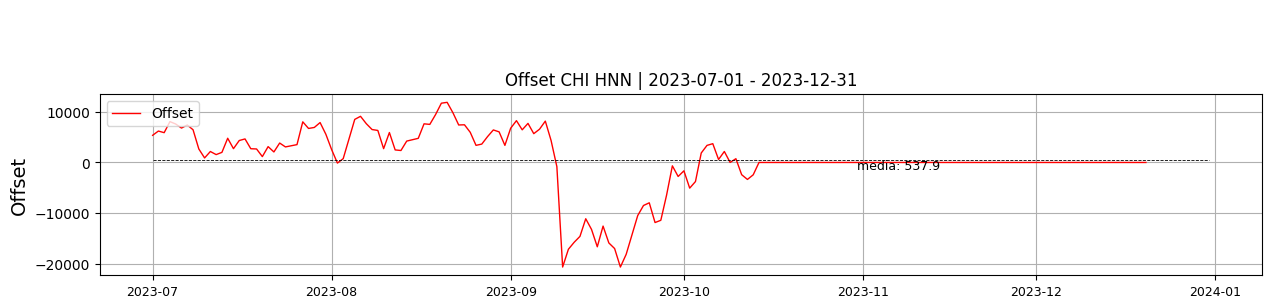 Offset CHI HNN | 2023-07-01 - 2023-12-31
Offset
10000
0
−10000
−20000
Offset
media: 537.9
2023-07
2023-08
2023-09
2023-10
2023-11
2023-12
2024-01